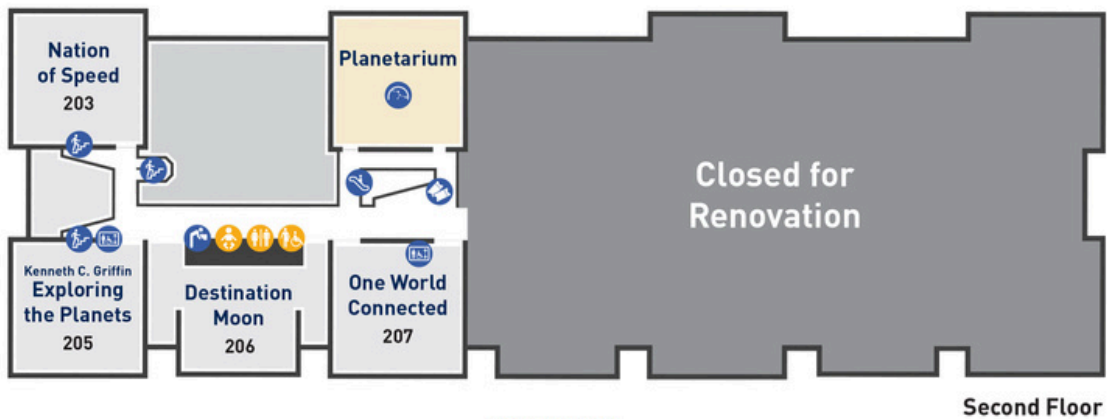 Nation
of Speed
203
Planetarium
Closed for
Renovation
Kenneth C. Griffin
Exploring
the Planets
205
Destination
Moon
206
One World
Connected
207
Second Floor